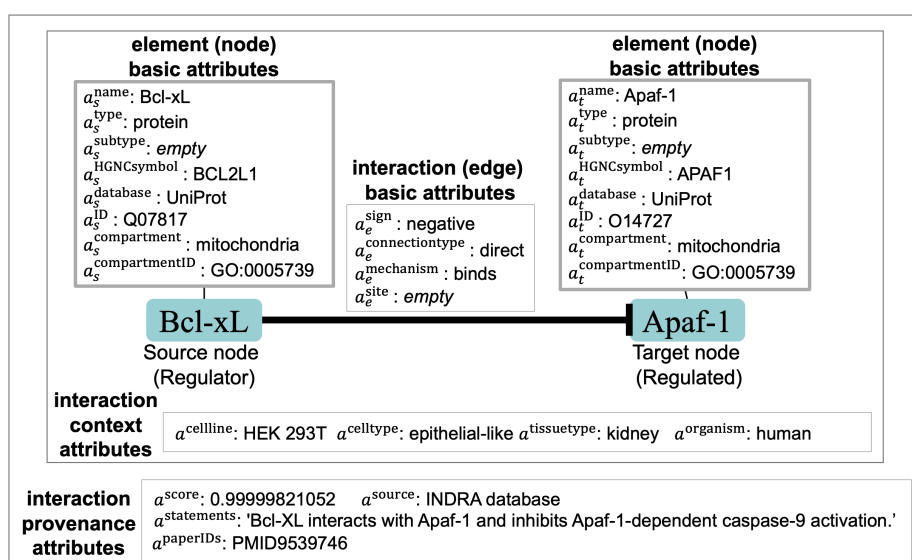 element (node)
basic attributes
a_s^name: Bcl-xL
a_s^type: protein
a_s^subtype: empty
a_s^HGNCsymbol : BCL2L1
a_s^database : UniProt
a_s^ID : Q07817
a_s^compartment : mitochondria
a_s^compartmentID : GO:0005739
interaction (edge)
basic attributes
a_e^sign : negative
a_e^connectiontype : direct
a_e^mechanism : binds
a_e^site : empty
element (node)
basic attributes
a_t^name: Apaf-1
a_t^type : protein
a_t^subtype: empty
a_t^HGNCsymbol : APAF1
a_t^database: UniProt
a_t^ID : O14727
a_t^compartment: mitochondria
a_t^compartmentID: GO:0005739
Bcl-xL
Source node
(Regulator)
Apaf-1
Target node
(Regulated)
interaction
context
attributes
a^cellline: HEK 293T a^celltype: epithelial-like a^tissuetype: kidney a^organism: human
interaction
provenance
attributes
a^score: 0.99999821052 a^source: INDRA database
a^statements: 'Bcl-XL interacts with Apaf-1 and inhibits Apaf-1-dependent caspase-9 activation.’
a^paperIDs: PMID9539746